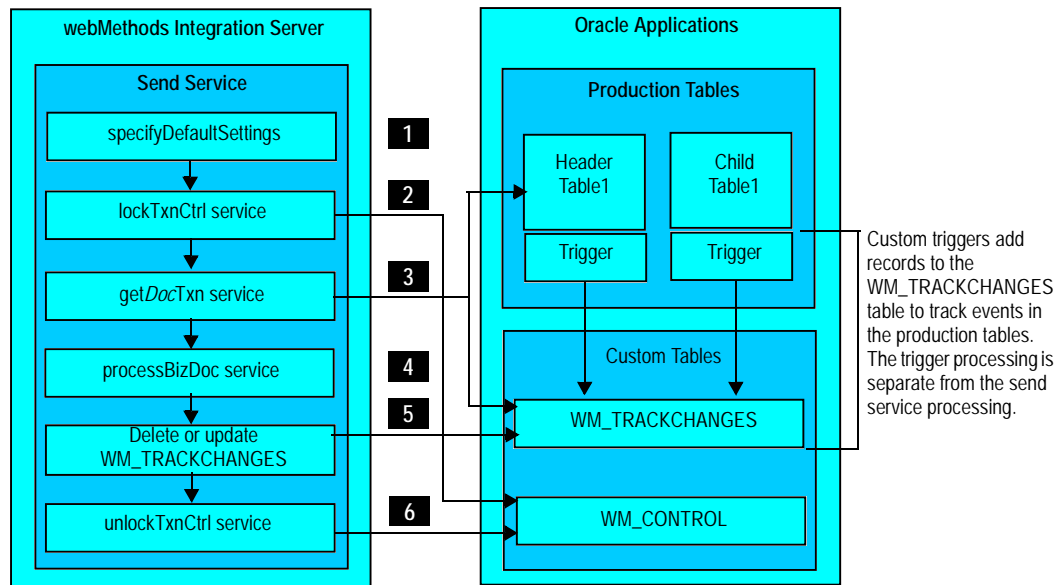 webMethods Integration Server
Send Service
specifyDefaultSettings
lockTxnCtrl service
getDocTxn service
processBizDoc service
Delete or update
WM_TRACKCHANGES
unlockTxnCtrl service
1
2
3
4
5
6
Oracle Applications
Production Tables
Header
Table1
Trigger
Child
Table1
Trigger
Custom Tables
WM_TRACKCHANGES
WM_CONTROL
Custom triggers add
records to the
WM_TRACKCHANGES
table to track events in
the production tables.
The trigger processing is
separate from the send
service processing.